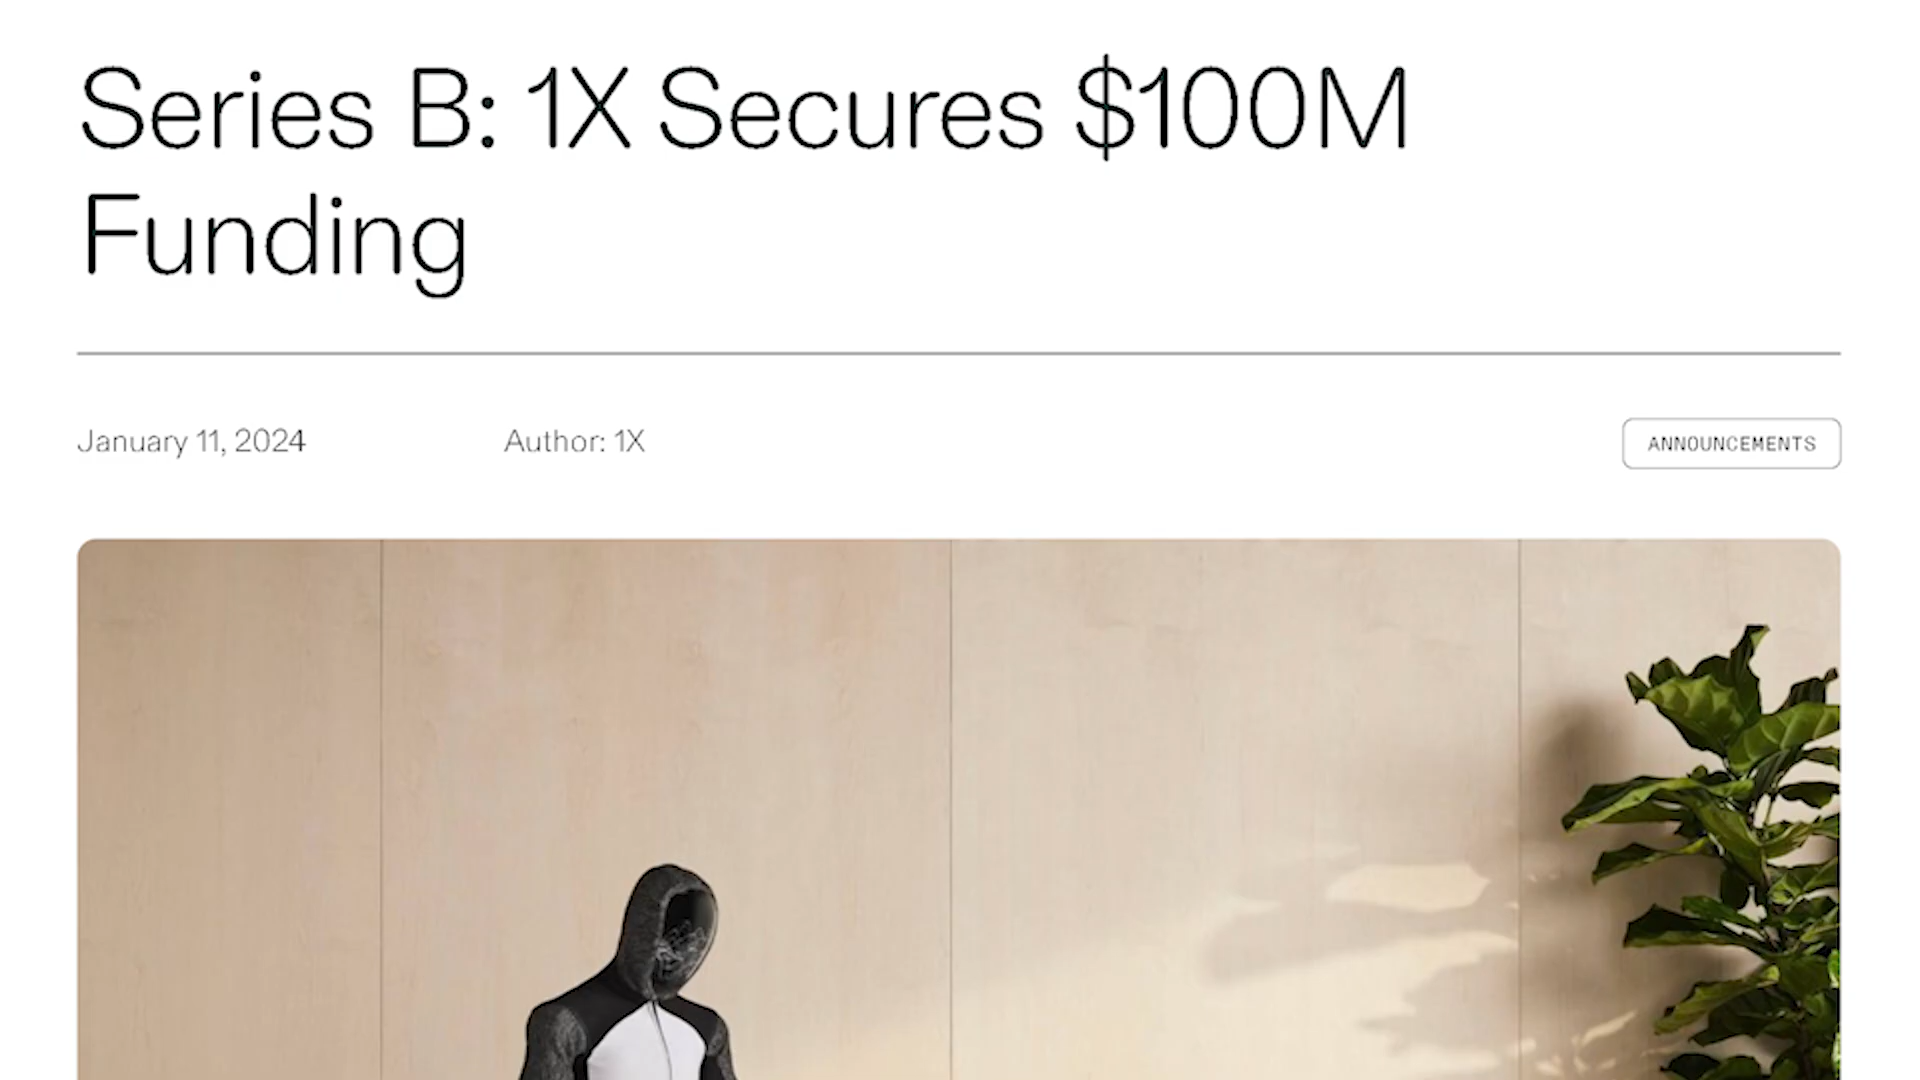 Series B: 1X Secures $100M
Funding
January 11, 2024
Author: 1X
ANNOUNCEMENTS